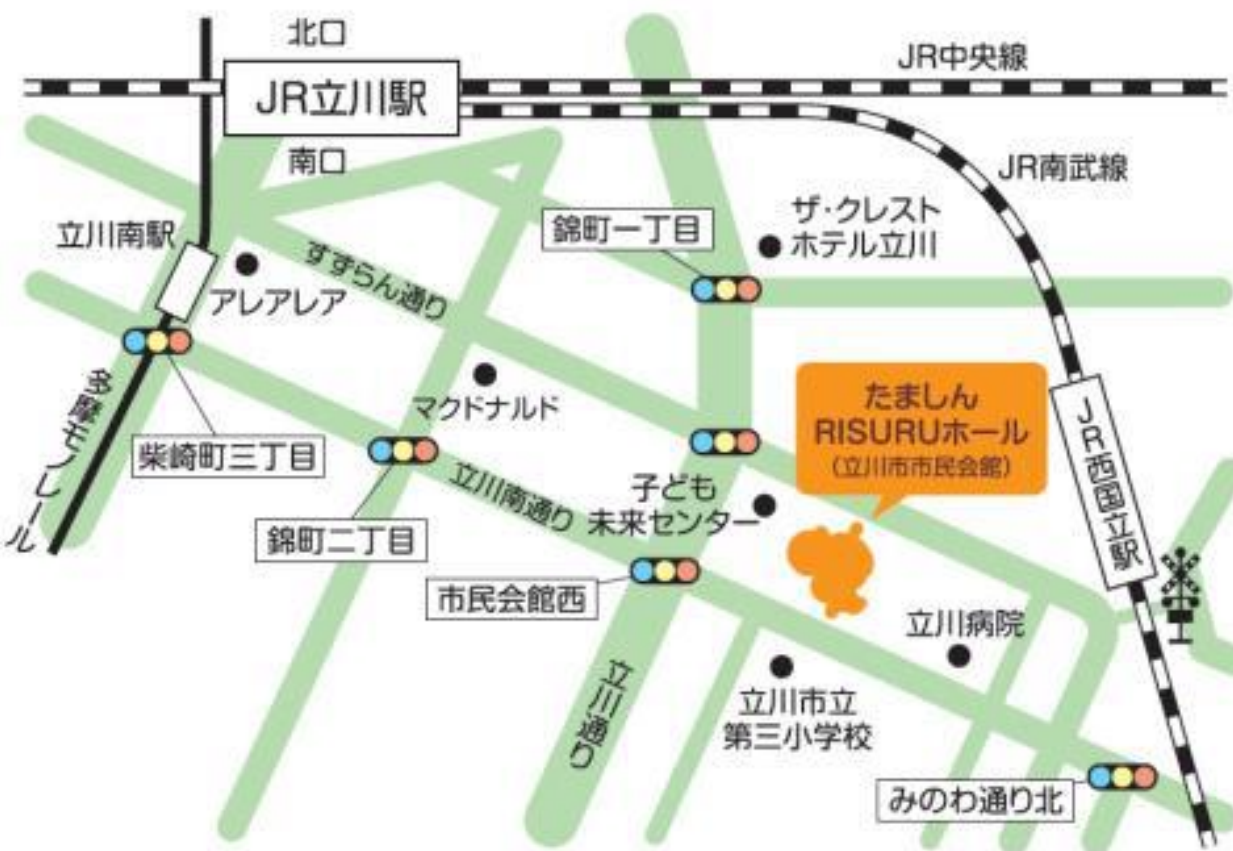 北口
JR立川駅
南口
JR中央線
JR南武線
ザ・クレスト
ホテル立川
錦町一丁目
立川南駅
アレアレア
すずらん通り
たましん
RISURUホール
(立川市市民会館)
マクドナルド
多摩モノレール
柴崎町三丁目
立川南通り
子ども
未来センター
JR西国立駅
錦町二丁目
市民会館西
立川病院
立川通り
立川市立
第三小学校
みのわ通り北